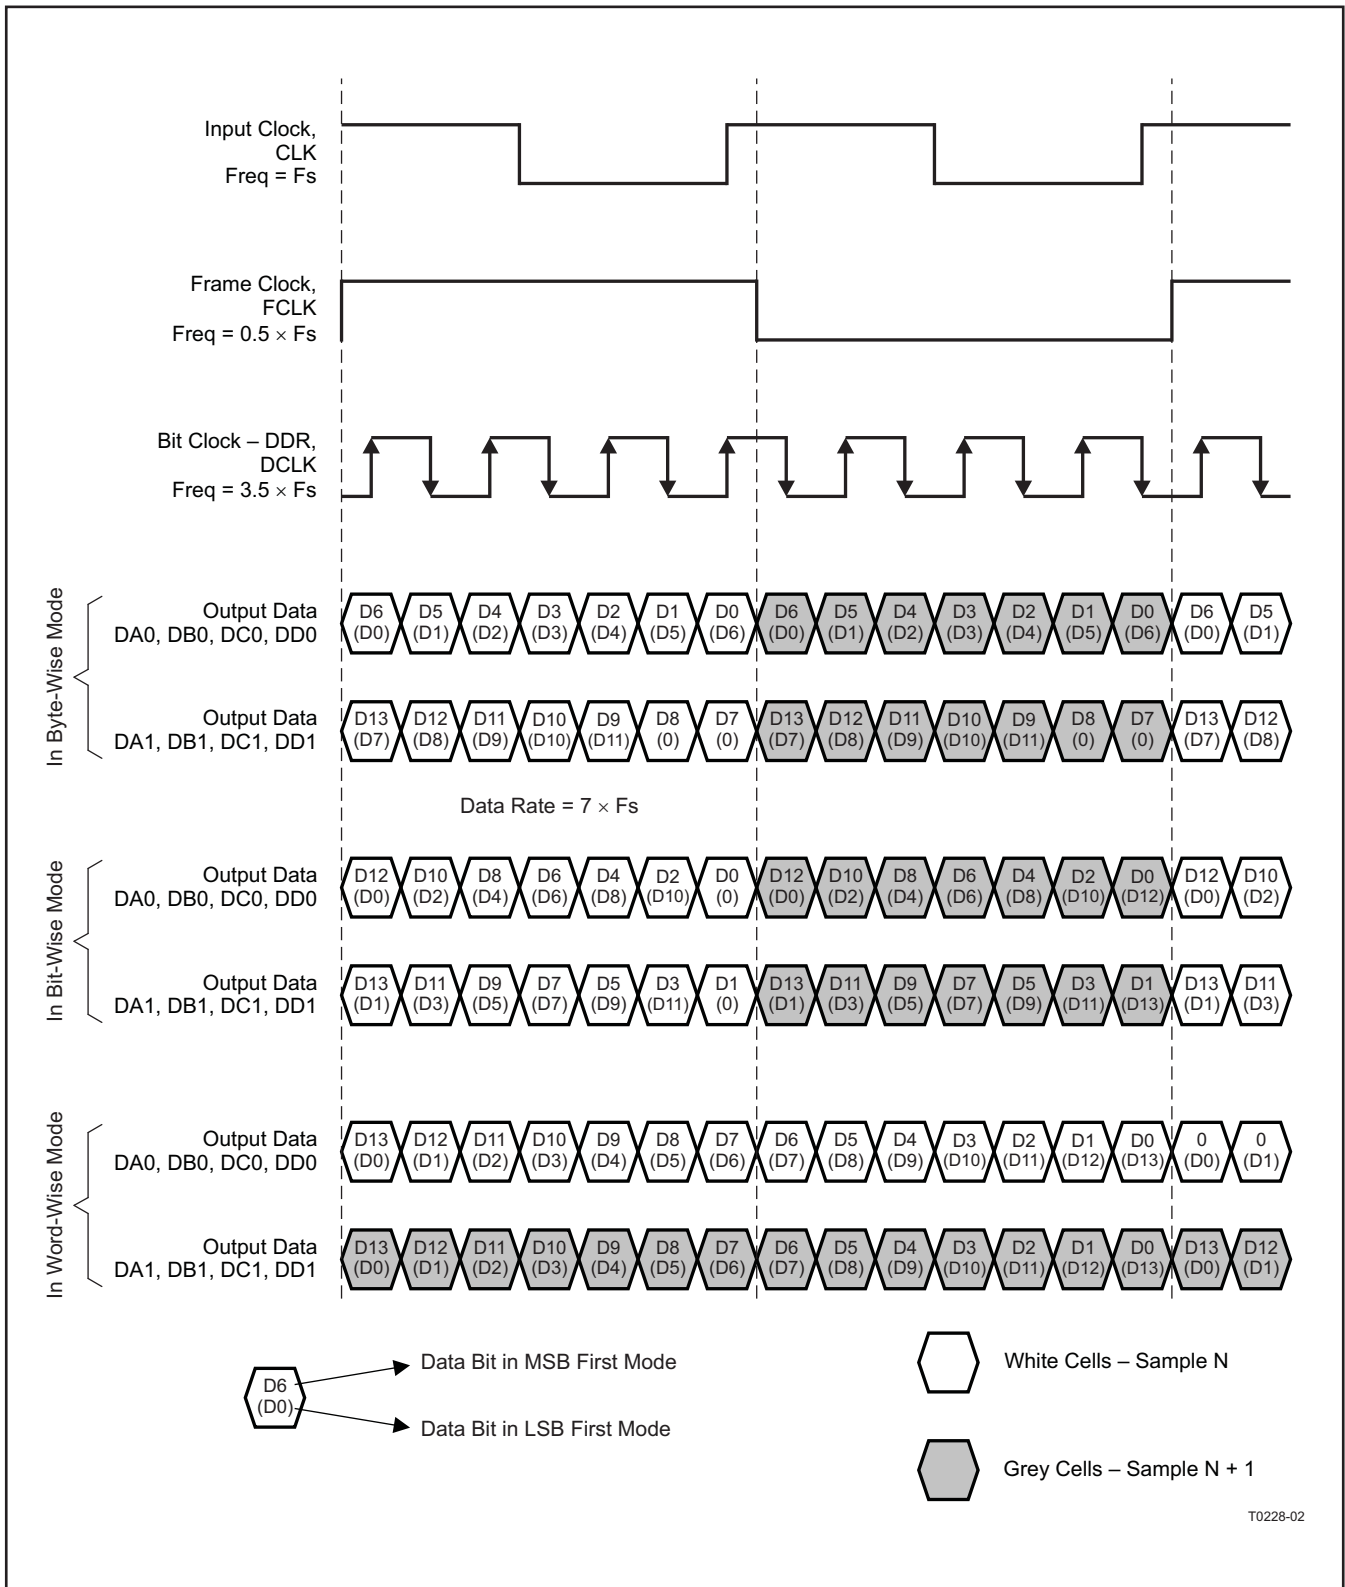 Input Clock,
CLK
Freq = Fs
Frame Clock,
FCLK
Freq = 0.5 × Fs
Bit Clock – DDR,
DCLK
Freq = 3.5 × Fs
In Byte-Wise Mode
Output Data
DA0, DB0, DC0, DD0
D6 D5 D4 D3 D2 D1 D0 D6 D5 D4 D3 D2 D1 D0 D6 D5
(D0) (D1) (D2) (D3) (D4) (D5) (D6) (D0) (D1) (D2) (D3) (D4) (D5) (D6) (D0) (D1)
Output Data
DA1, DB1, DC1, DD1
D13 D12 D11 D10 D9 D8 D7 D13 D12 D11 D10 D9 D8 D7 D13 D12
(D7) (D8) (D9) (D10) (D11) (0) (0) (D7) (D8) (D9) (D10) (D11) (0) (0) (D7) (D8)
Data Rate = 7 × Fs
In Bit-Wise Mode
Output Data
DA0, DB0, DC0, DD0
D12 D10 D8 D6 D4 D2 D0 D12 D10 D8 D6 D4 D2 D0 D12 D10
(D0) (D2) (D4) (D6) (D8) (D10) (0) (D0) (D2) (D4) (D6) (D8) (D10) (D12) (D0) (D2)
Output Data
DA1, DB1, DC1, DD1
D13 D11 D9 D7 D5 D3 D1 D13 D11 D9 D7 D5 D3 D1 D13 D11
(D1) (D3) (D5) (D7) (D9) (D11) (0) (D1) (D3) (D5) (D7) (D9) (D11) (D13) (D1) (D3)
In Word-Wise Mode
Output Data
DA0, DB0, DC0, DD0
D13 D12 D11 D10 D9 D8 D7 D6 D5 D4 D3 D2 D1 D0 0 0
(D0) (D1) (D2) (D3) (D4) (D5) (D6) (D7) (D8) (D9) (D10) (D11) (D12) (D13) (D0) (D1)
Output Data
DA1, DB1, DC1, DD1
D13 D12 D11 D10 D9 D8 D7 D6 D5 D4 D3 D2 D1 D0 D13 D12
(D0) (D1) (D2) (D3) (D4) (D5) (D6) (D7) (D8) (D9) (D10) (D11) (D12) (D13) (D0) (D1)
D6
(D0)
Data Bit in MSB First Mode
Data Bit in LSB First Mode
White Cells – Sample N
Grey Cells – Sample N + 1
T0228-02